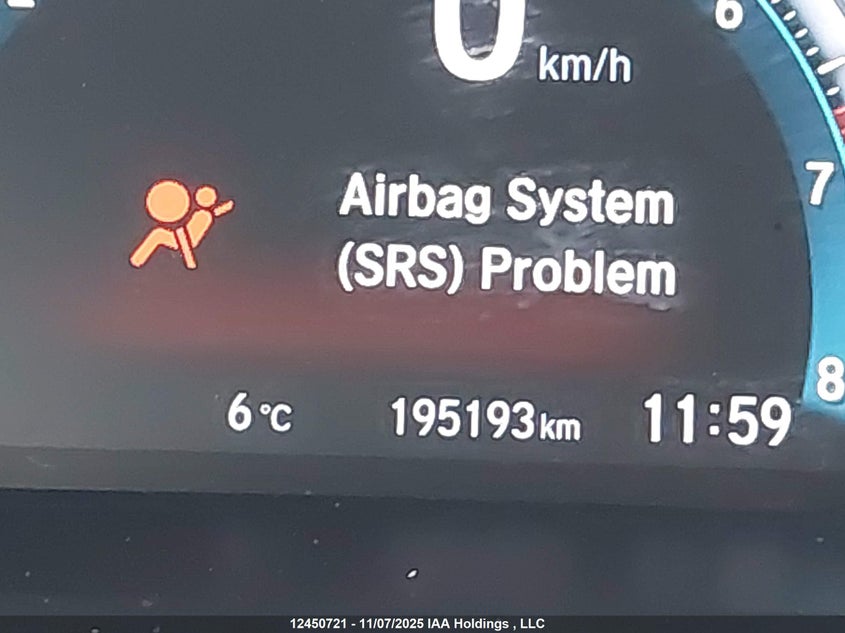 0 km/h
6
Airbag System
(SRS) Problem
7
8
6°C 195193km 11:59
12450721 - 11/07/2025 IAA Holdings , LLC